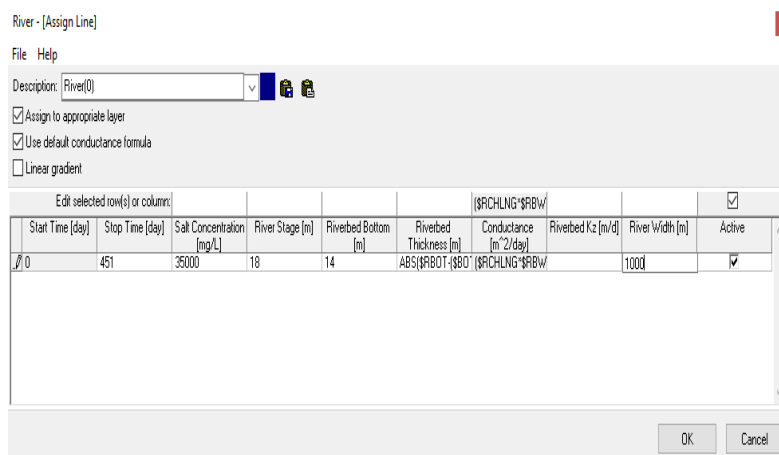 River - [Assign Line]
File Help
Description: River(0)
Assign to appropriate layer
Use default conductance formula
Linear gradient
Edit selected row(s) or column: ($RCHLNG*$RBW
Start Time [day] Stop Time [day] Salt Concentration [mg/L] River Stage [m] Riverbed Bottom [m] Riverbed Thickness [m] Conductance [m^2/day] Riverbed Kz [m/d] River Width [m] Active
0 451 35000 18 14 ABS($RBOT-($BOT ($RCHLNG*$RBW 1000
OK Cancel